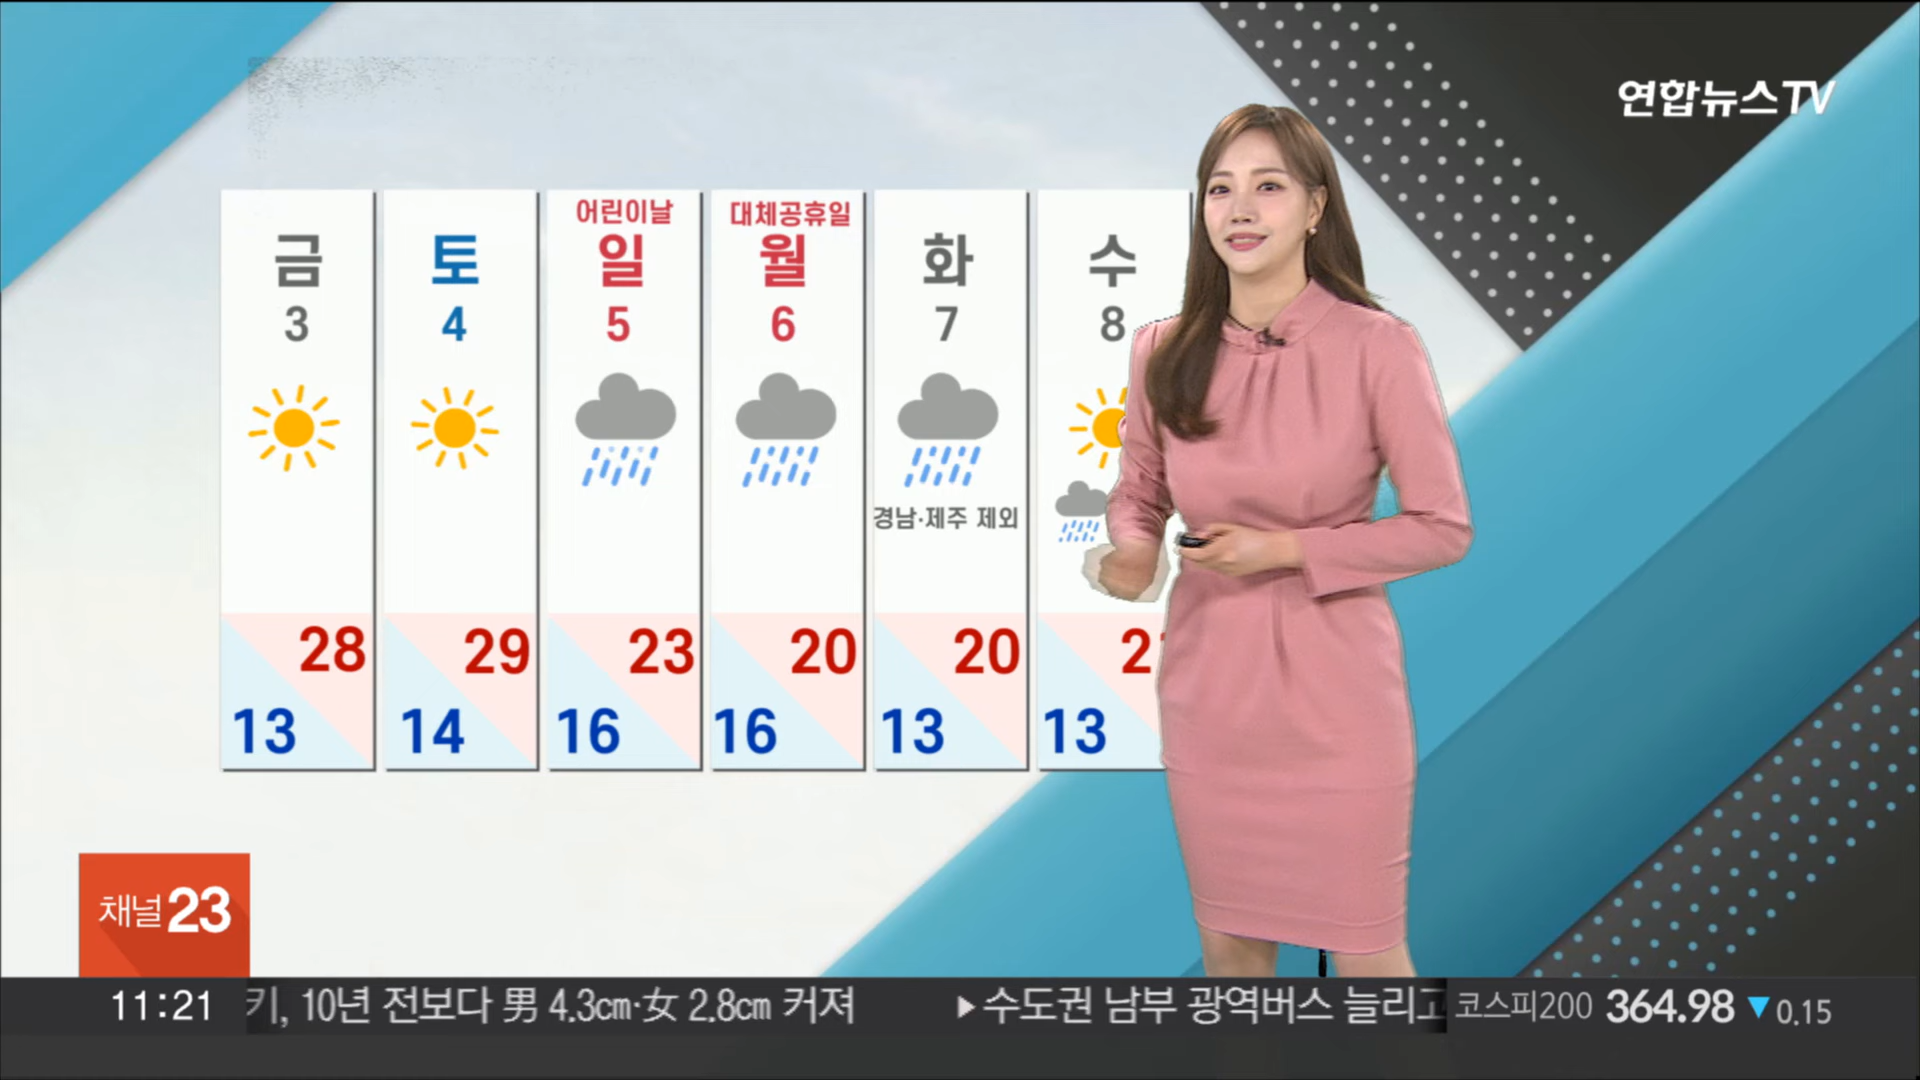 연합뉴스TV
어린이날
대체공휴일
금 토 일 월 화 수
3 4 5 6 7 8
경남·제주 제외
28 29 23 20 20
13 14 16 16 13 13
채널23
11:21 키, 10년 전보다 男 4.3cm·女 2.8cm 커져 ▶수도권 남부 광역버스 늘리고 코스피200 364.98 ▼0.15